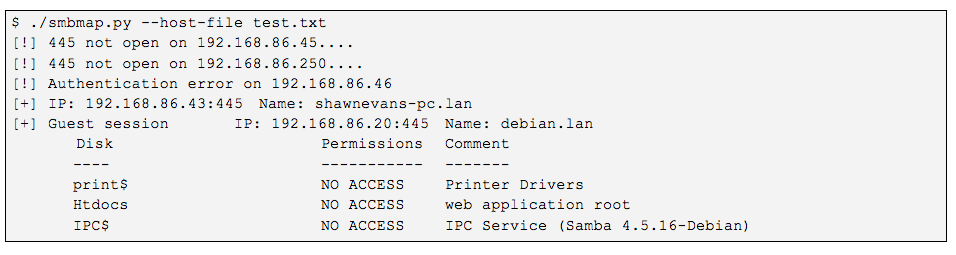 $ ./smbmap.py --host-file test.txt
[!] 445 not open on 192.168.86.45....
[!] 445 not open on 192.168.86.250....
[!] Authentication error on 192.168.86.46
[+] IP: 192.168.86.43:445 Name: shawnevans-pc.lan
[+] Guest session IP: 192.168.86.20:445 Name: debian.lan
Disk Permissions Comment
---- ----------- -------
print$ NO ACCESS Printer Drivers
Htdocs NO ACCESS web application root
IPC$ NO ACCESS IPC Service (Samba 4.5.16-Debian)